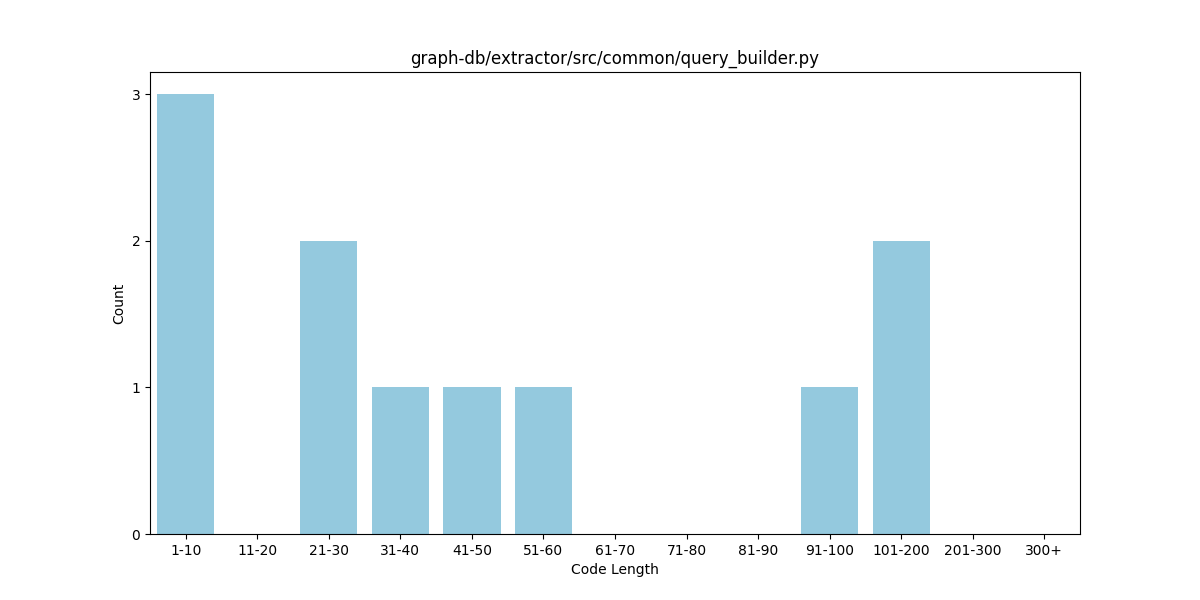 graph-db/extractor/src/common/query_builder.py
Count
3
2
1
0
1-10 11-20 21-30 31-40 41-50 51-60 61-70 71-80 81-90 91-100 101-200 201-300 300+
Code Length